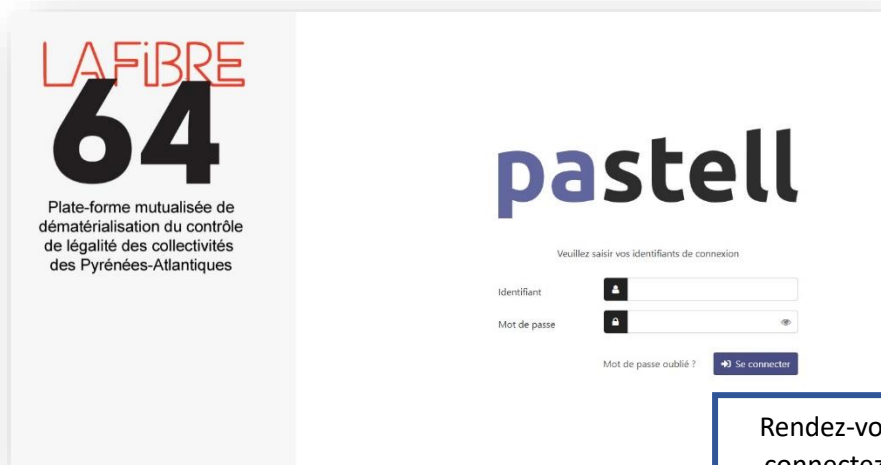 LAFiBRE
64
Plate-forme mutualisée de
dématérialisation du contrôle
de légalité des collectivités
des Pyrénées-Atlantiques
pastell
Veuillez saisir vos identifiants de connexion
Identifiant
Mot de passe
Mot de passe oublié ?
Se connecter